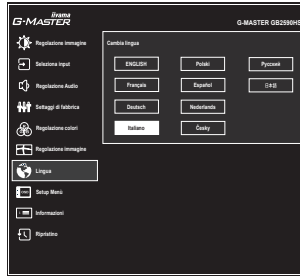 iiyama
G-MASTER
G-MASTER GB2590HS
Regolazione immagine
Seleziona input
Regolazione Audio
Settaggi di fabbrica
Regolazione colori
Regolazione immagine
Lingua
Setup Menù
Informazioni
Ripristino
Cambia lingua
ENGLISH
Polski
Русский
Français
Español
日本語
Deutsch
Nederlands
Italiano
Česky